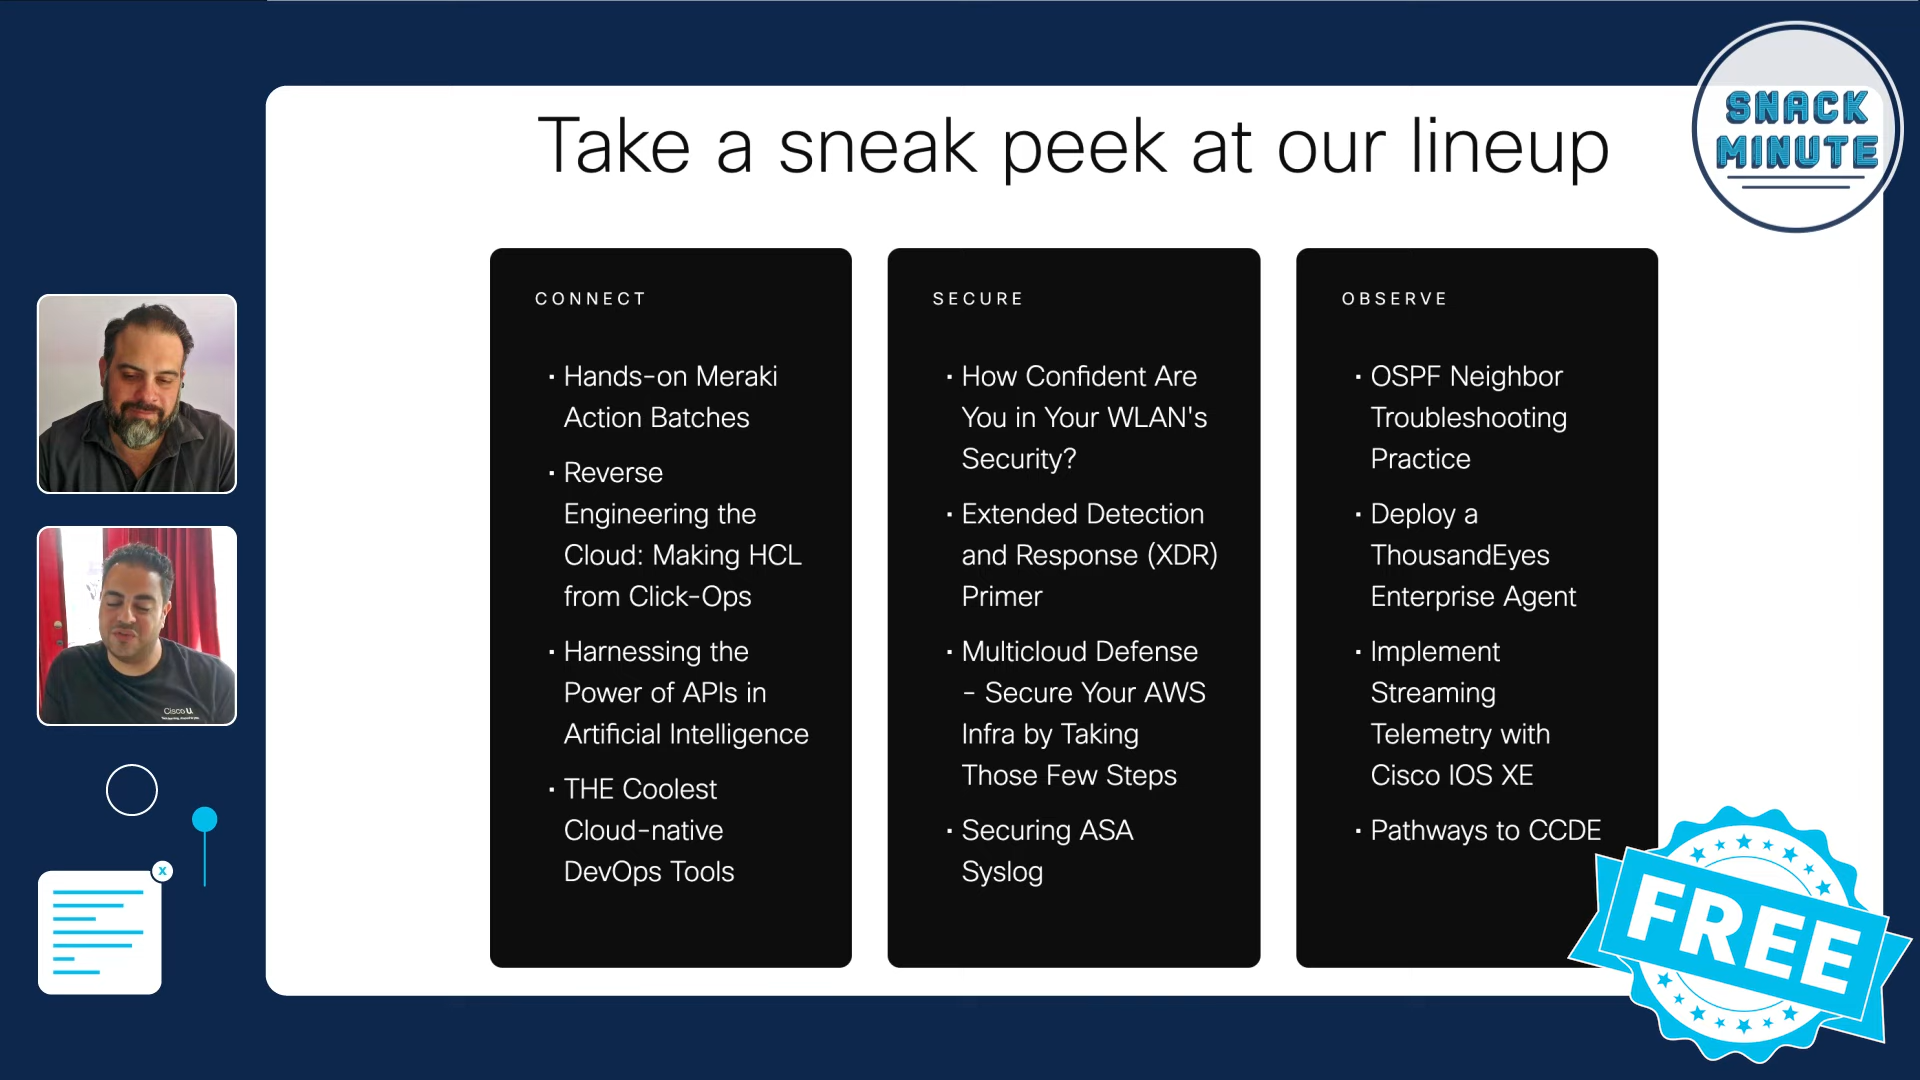 SNACK
MINUTE
Take a sneak peek at our lineup
CONNECT
· Hands-on Meraki
Action Batches
· Reverse
Engineering the
Cloud: Making HCL
from Click-Ops
· Harnessing the
Power of APIs in
Artificial Intelligence
· THE Coolest
Cloud-native
DevOps Tools
SECURE
· How Confident Are
You in Your WLAN's
Security?
· Extended Detection
and Response (XDR)
Primer
· Multicloud Defense
- Secure Your AWS
Infra by Taking
Those Few Steps
· Securing ASA
Syslog
OBSERVE
· OSPF Neighbor
Troubleshooting
Practice
· Deploy a
ThousandEyes
Enterprise Agent
· Implement
Streaming
Telemetry with
Cisco IOS XE
· Pathways to CCDE
FREE
Cisco U
x